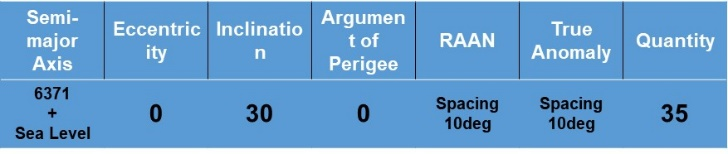 Semi-
major
Axis
Eccentric
ity
Inclinatio
n
Argumen
t of
Perigee
RAAN
True
Anomaly
Quantity
6371
+
Sea Level
0
30
0
Spacing
10deg
Spacing
10deg
35